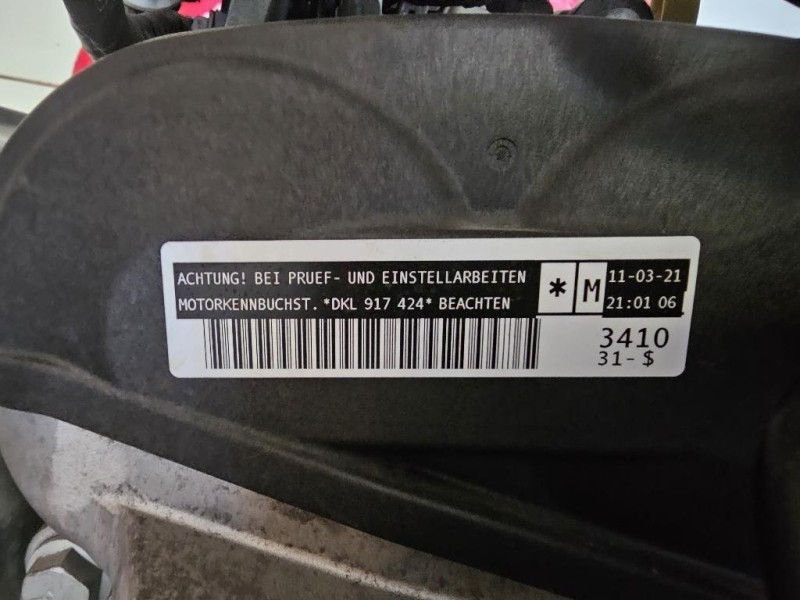 ACHTUNG! BEI PRUEF- UND EINSTELLARBEITEN
MOTORKENNBUCHST. *DKL 917 424* BEACHTEN
* M
11-03-21
21:01 06
3410
31-$